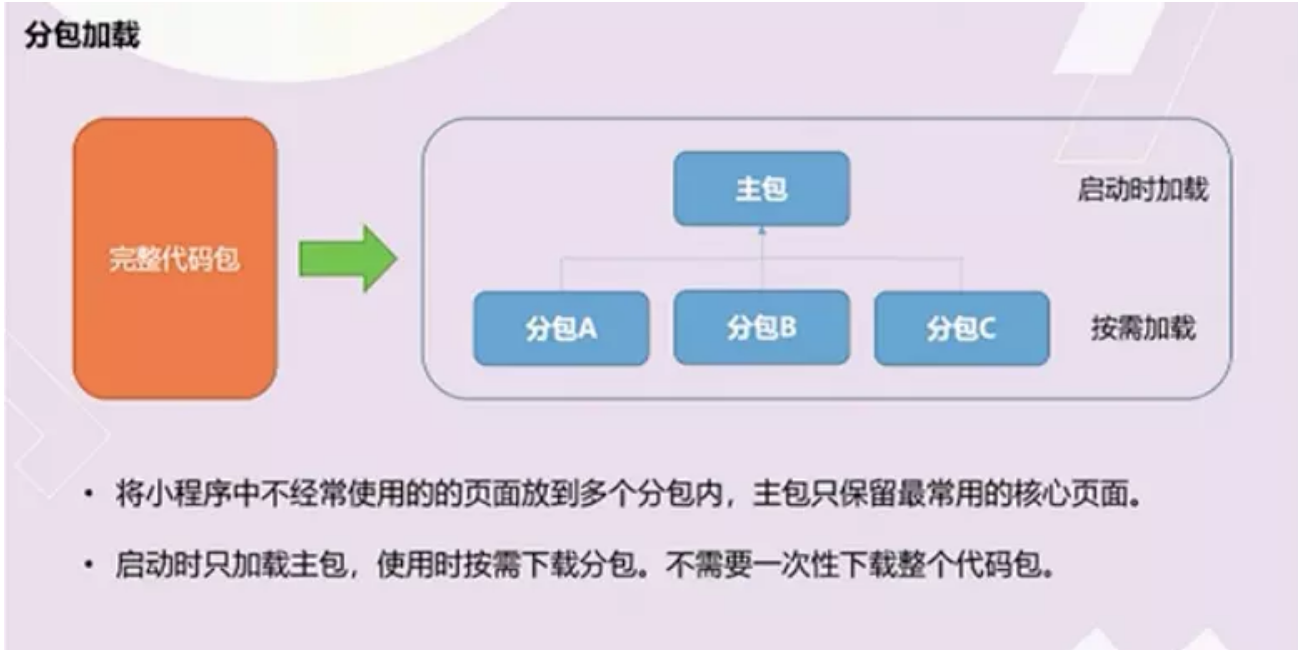 分包加载
主包
启动时加载
完整代码包
分包A
分包B
分包C
按需加载
• 将小程序中不经常使用的的页面放到多个分包内，主包只保留最常用的核心页面。
• 启动时只加载主包，使用时按需下载分包。不需要一次性下载整个代码包。